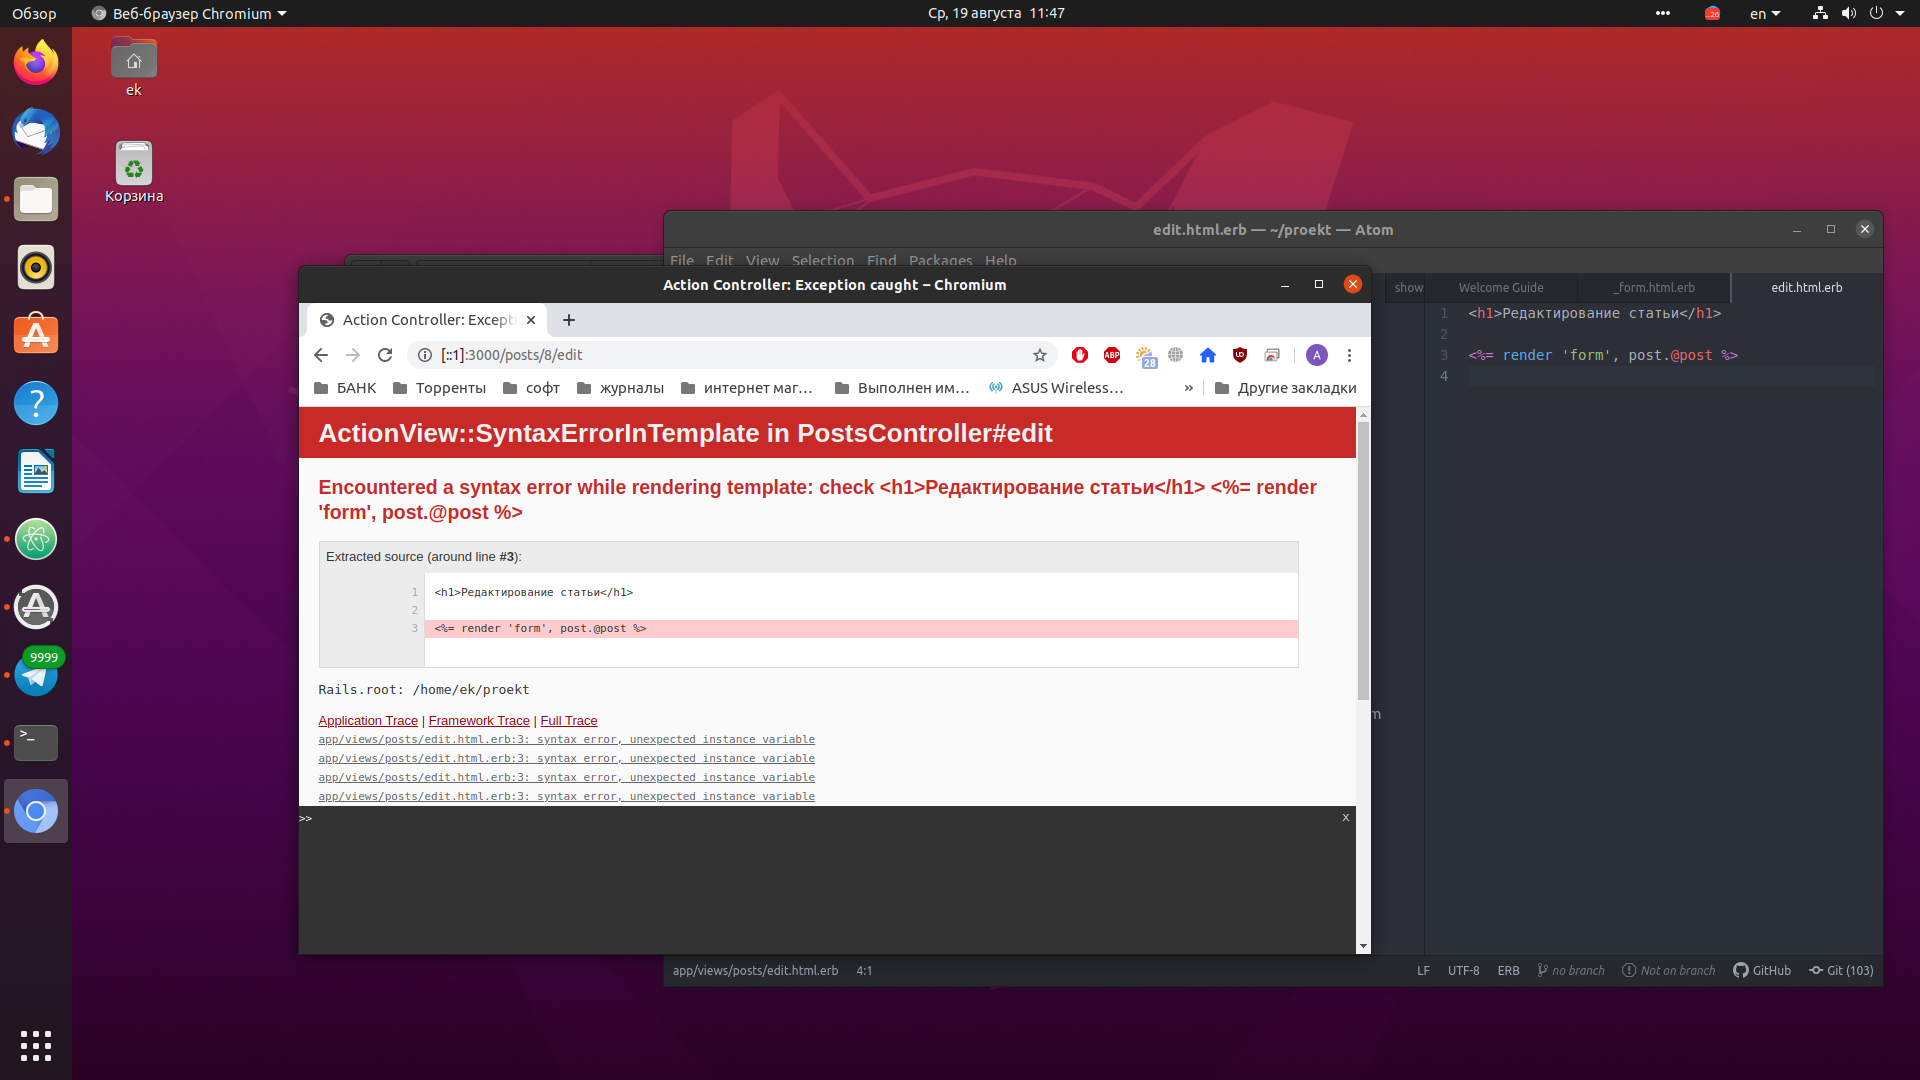 Обзор
Веб-браузер Chromium
Ср, 19 августа 11:47
en
ek
Корзина
9999
>_
edit.html.erb — ~/proekt — Atom
File Edit View Selection Find Packages Help
show
Welcome Guide
_form.html.erb
edit.html.erb
1 <h1>Редактирование статьи</h1>
2
3 <%= render 'form', post.@post %>
4
app/views/posts/edit.html.erb 4:1
LF UTF-8 ERB no branch Not on branch GitHub Git (103)
Action Controller: Exception caught – Chromium
Action Controller: Excepti
[::1]:3000/posts/8/edit
ABP
28
A
БАНК Торренты софт журналы интернет маг… Выполнен им… ASUS Wireless… » Другие закладки
ActionView::SyntaxErrorInTemplate in PostsController#edit
Encountered a syntax error while rendering template: check <h1>Редактирование статьи</h1> <%= render
'form', post.@post %>
Extracted source (around line #3):
1 <h1>Редактирование статьи</h1>
2
3 <%= render 'form', post.@post %>
Rails.root: /home/ek/proekt
Application Trace | Framework Trace | Full Trace
app/views/posts/edit.html.erb:3: syntax error, unexpected instance variable
app/views/posts/edit.html.erb:3: syntax error, unexpected instance variable
app/views/posts/edit.html.erb:3: syntax error, unexpected instance variable
app/views/posts/edit.html.erb:3: syntax error, unexpected instance variable
>>
x